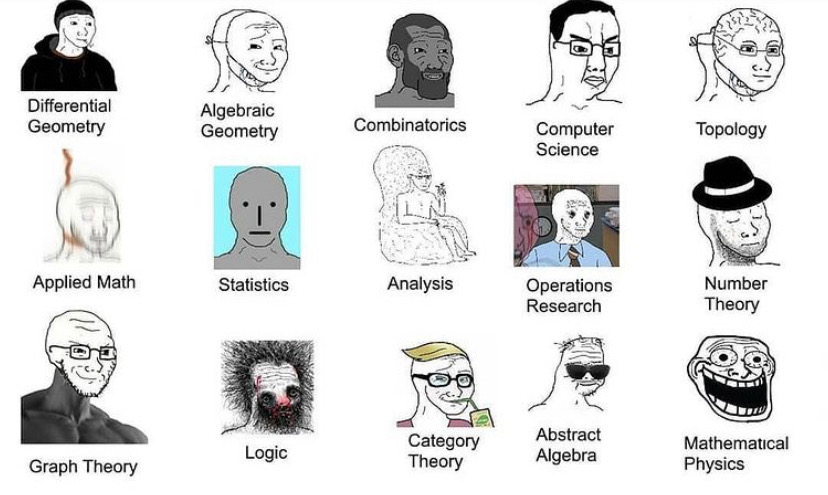 Differential
Geometry
Algebraic
Geometry
Combinatorics
Computer
Science
Topology
Applied Math
Statistics
Analysis
Operations
Research
Number
Theory
Graph Theory
Logic
Category
Theory
Abstract
Algebra
Mathematical
Physics